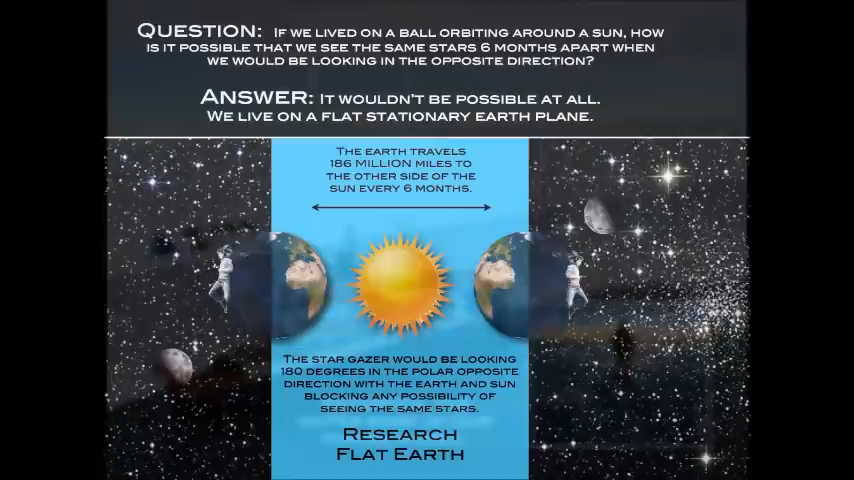 QUESTION: IF WE LIVED ON A BALL ORBITING AROUND A SUN, HOW
IS IT POSSIBLE THAT WE SEE THE SAME STARS 6 MONTHS APART WHEN
WE WOULD BE LOOKING IN THE OPPOSITE DIRECTION?
ANSWER: IT WOULDN'T BE POSSIBLE AT ALL.
WE LIVE ON A FLAT STATIONARY EARTH PLANE.
THE EARTH TRAVELS
186 MILLION MILES TO
THE OTHER SIDE OF THE
SUN EVERY 6 MONTHS.
THE STAR GAZER WOULD BE LOOKING
180 DEGREES IN THE POLAR OPPOSITE
DIRECTION WITH THE EARTH AND SUN
BLOCKING ANY POSSIBILITY OF
SEEING THE SAME STARS.
RESEARCH
FLAT EARTH